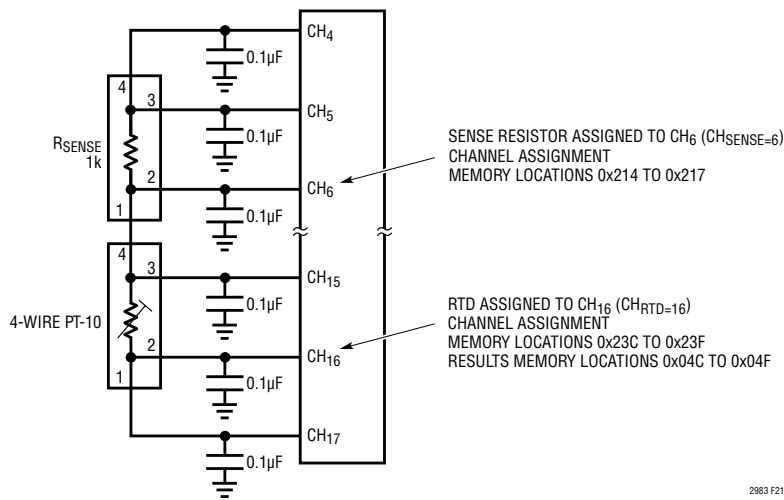 CH4
0.1µF
4
3
CH5
0.1µF
RSENSE
1k
2
CH6
1
0.1µF
SENSE RESISTOR ASSIGNED TO CH6 (CHSENSE=6)
CHANNEL ASSIGNMENT
MEMORY LOCATIONS 0x214 TO 0x217
4
3
CH15
0.1µF
4-WIRE PT-10
2
CH16
1
0.1µF
RTD ASSIGNED TO CH16 (CHRTD=16)
CHANNEL ASSIGNMENT
MEMORY LOCATIONS 0x23C TO 0x23F
RESULTS MEMORY LOCATIONS 0x04C TO 0x04F
CH17
0.1µF
2983 F21